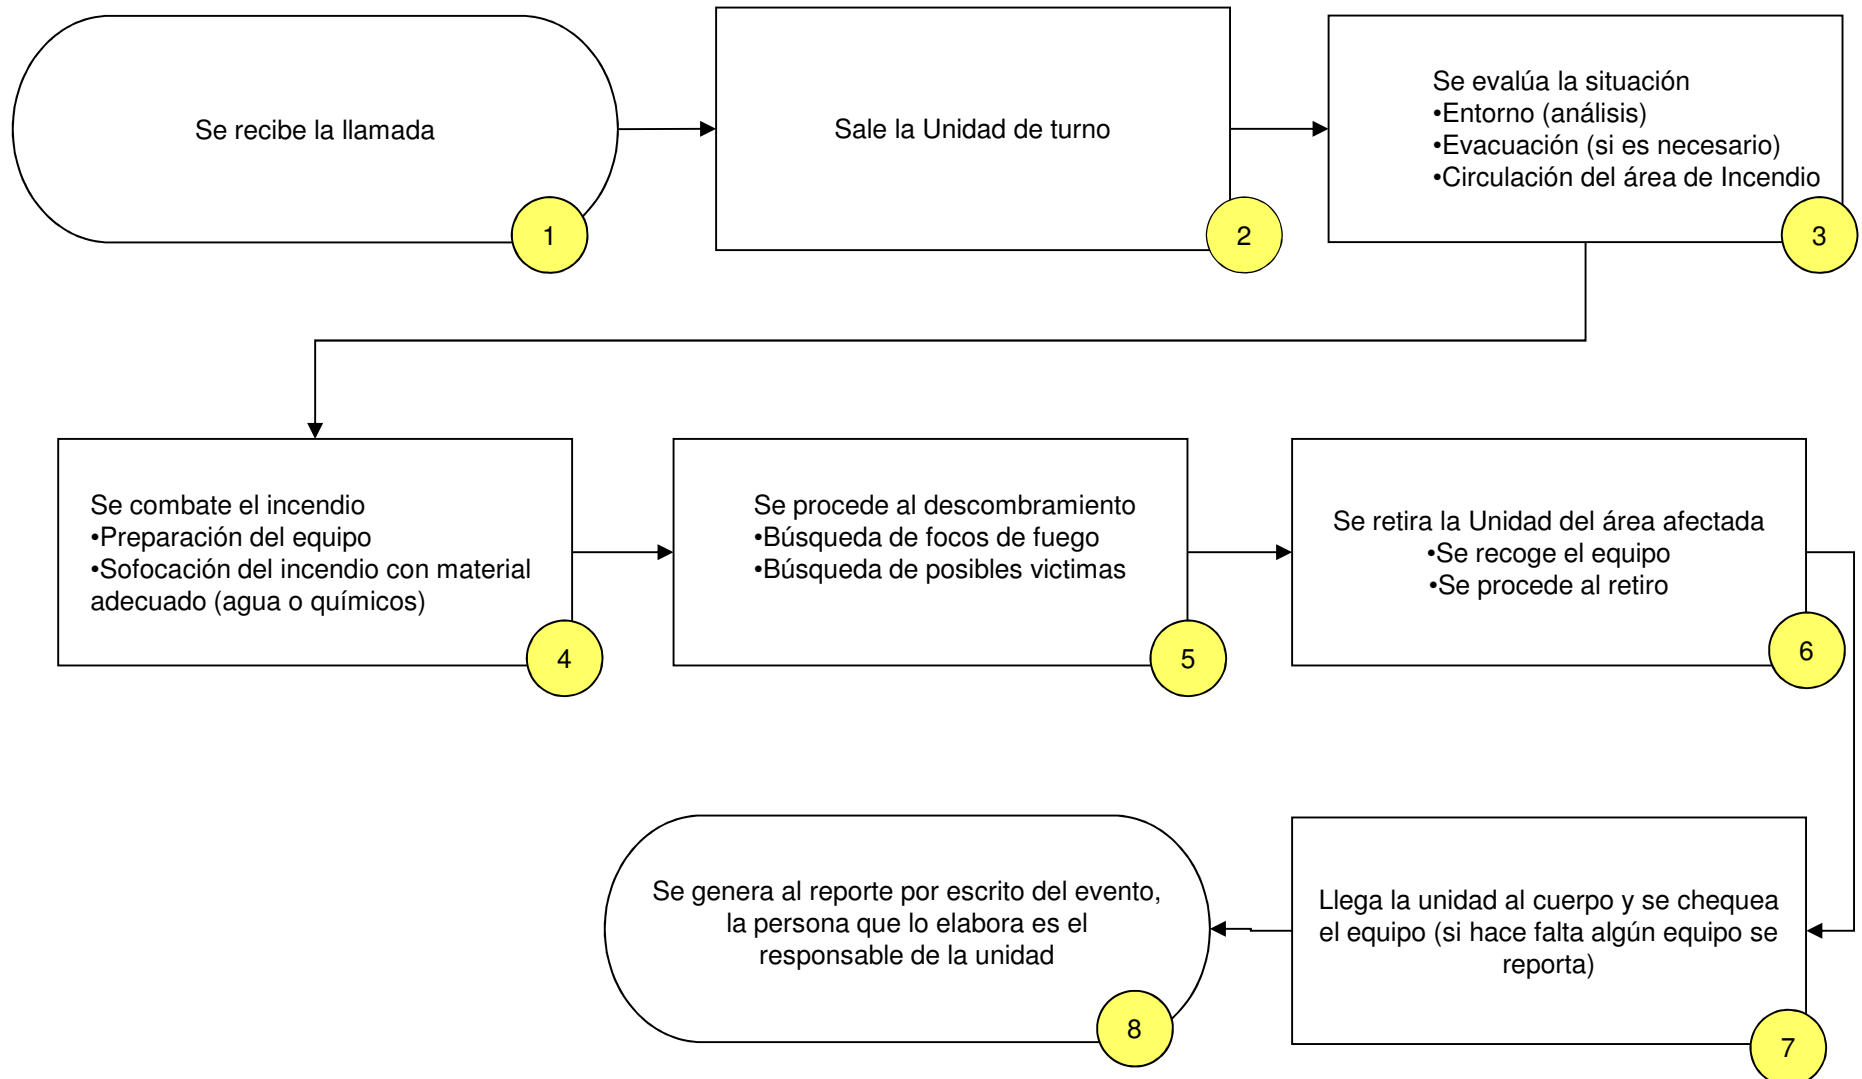 Se recibe la llamada
1
Sale la Unidad de turno
2
Se evalúa la situación
•Entorno (análisis)
•Evacuación (si es necesario)
•Circulación del área de Incendio
3
Se combate el incendio
•Preparación del equipo
•Sofocación del incendio con material
adecuado (agua o químicos)
4
Se procede al descombramiento
•Búsqueda de focos de fuego
•Búsqueda de posibles victimas
5
Se retira la Unidad del área afectada
•Se recoge el equipo
•Se procede al retiro
6
Llega la unidad al cuerpo y se chequea
el equipo (si hace falta algún equipo se
reporta)
7
Se genera al reporte por escrito del evento,
la persona que lo elabora es el
responsable de la unidad
8